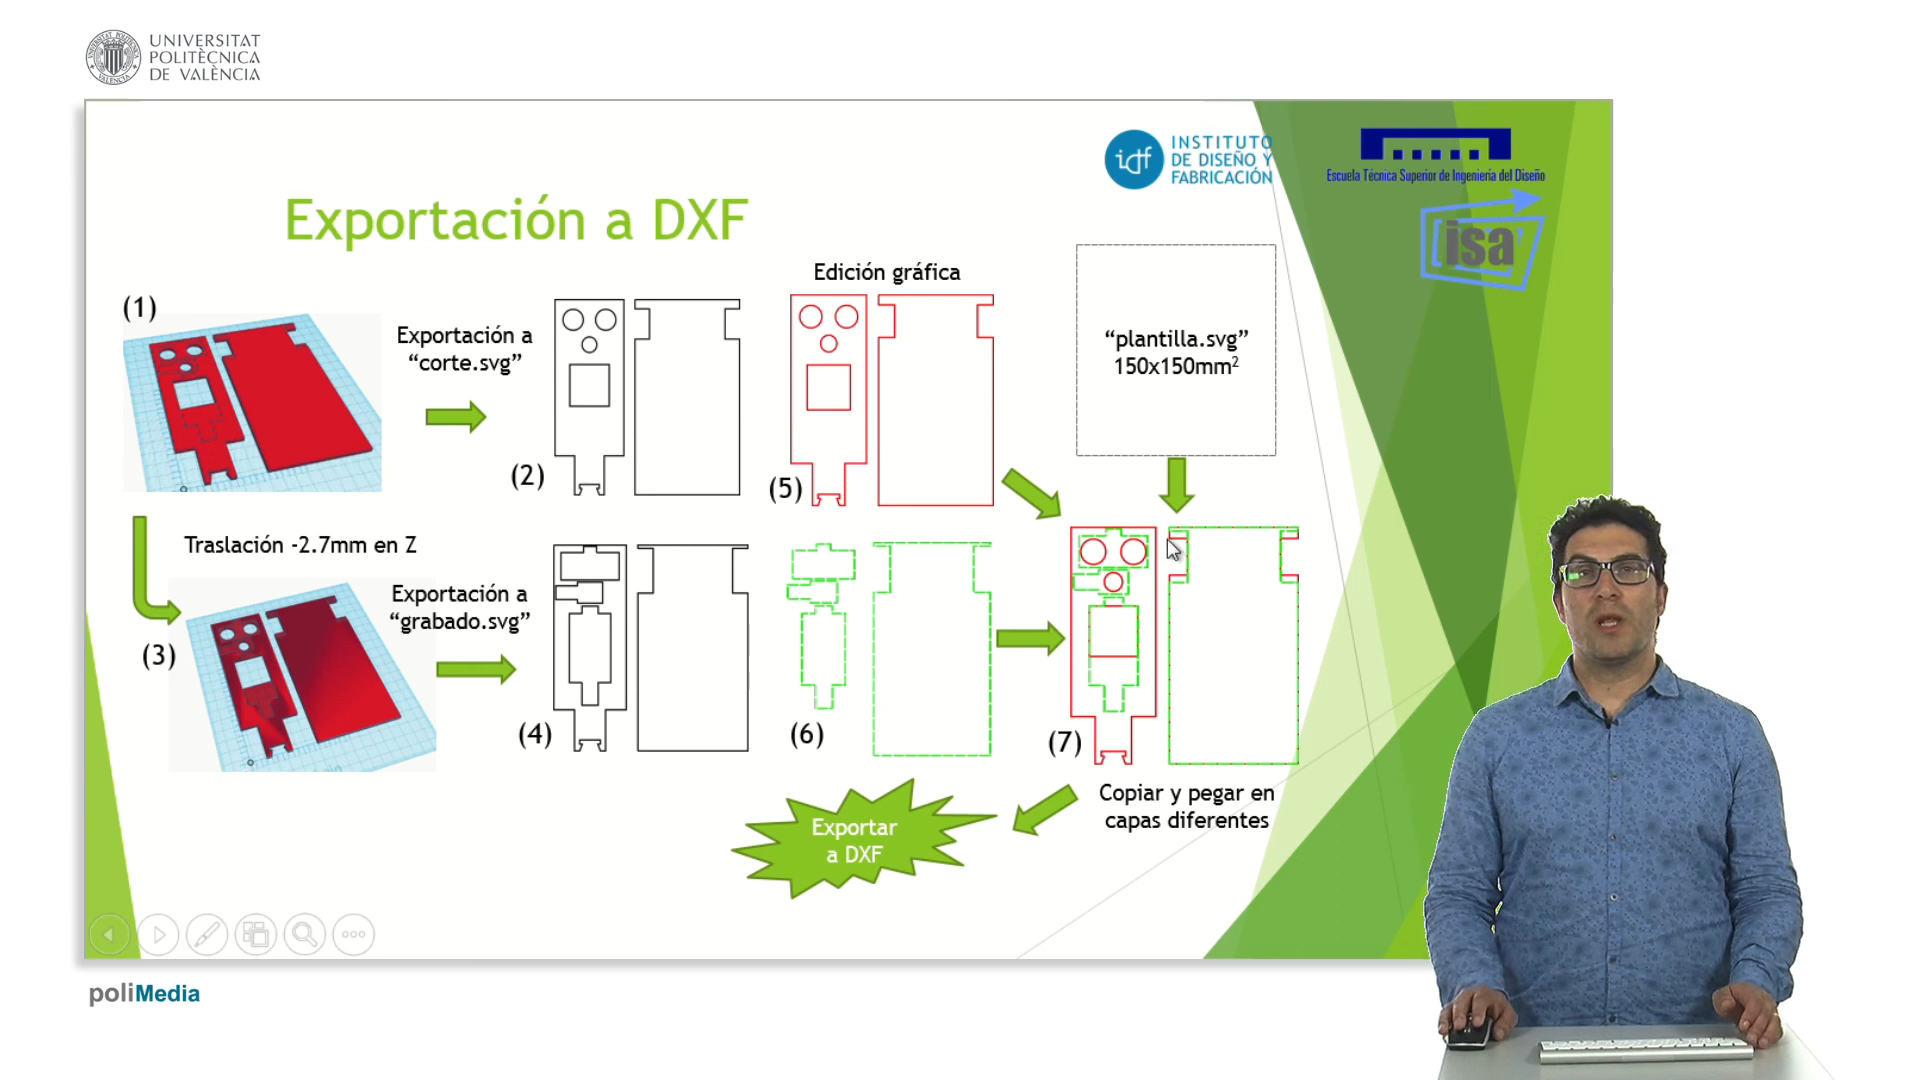 UNIVERSITAT
POLITÈCNICA
DE VALÈNCIA
INSTITUTO
DE DISEÑO Y
FABRICACIÓN
idf
Escuela Técnica Superior de Ingeniería del Diseño
isa
Exportación a DXF
Edición gráfica
(1)
Exportación a
“corte.svg”
“plantilla.svg”
150x150mm²
(2)
(5)
Traslación -2.7mm en Z
Exportación a
“grabado.svg”
(3)
(4)
(6)
(7)
Copiar y pegar en
capas diferentes
Exportar
a DXF
poliMedia